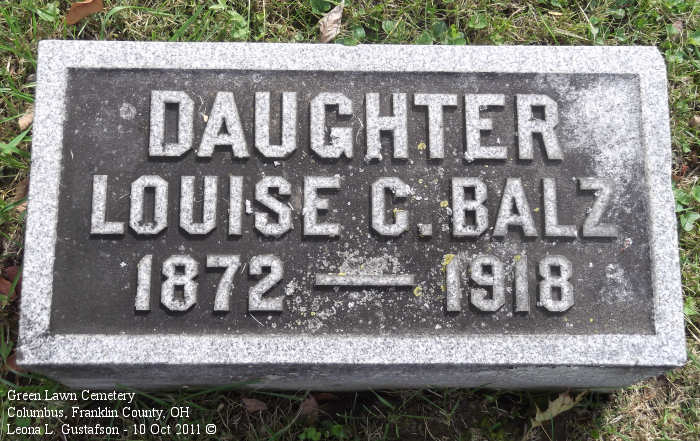 DAUGHTER
LOUISE C. BALZ
1872 — 1918
Green Lawn Cemetery
Columbus, Franklin County, OH
Leona L. Gustafson - 10 Oct 2011 ©